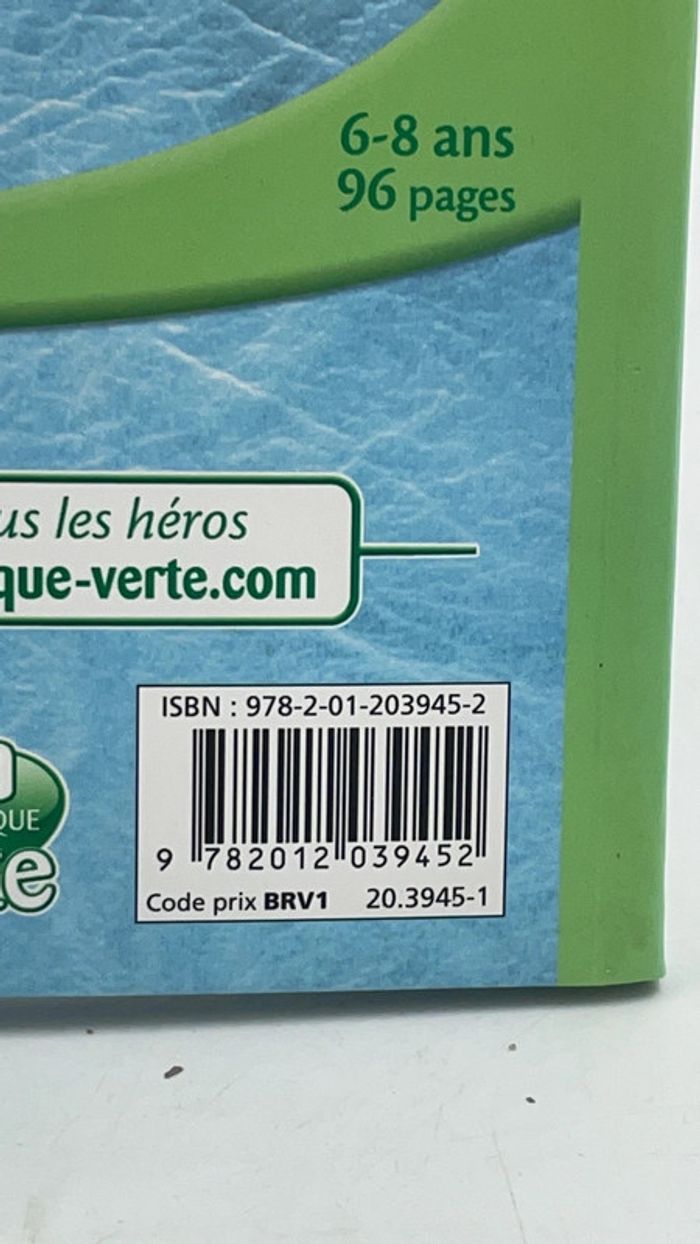 6-8 ans
96 pages
us les héros
que-verte.com
ISBN : 978-2-01-203945-2
QUE
e
9 782012 039452
Code prix BRV1 20.3945-1